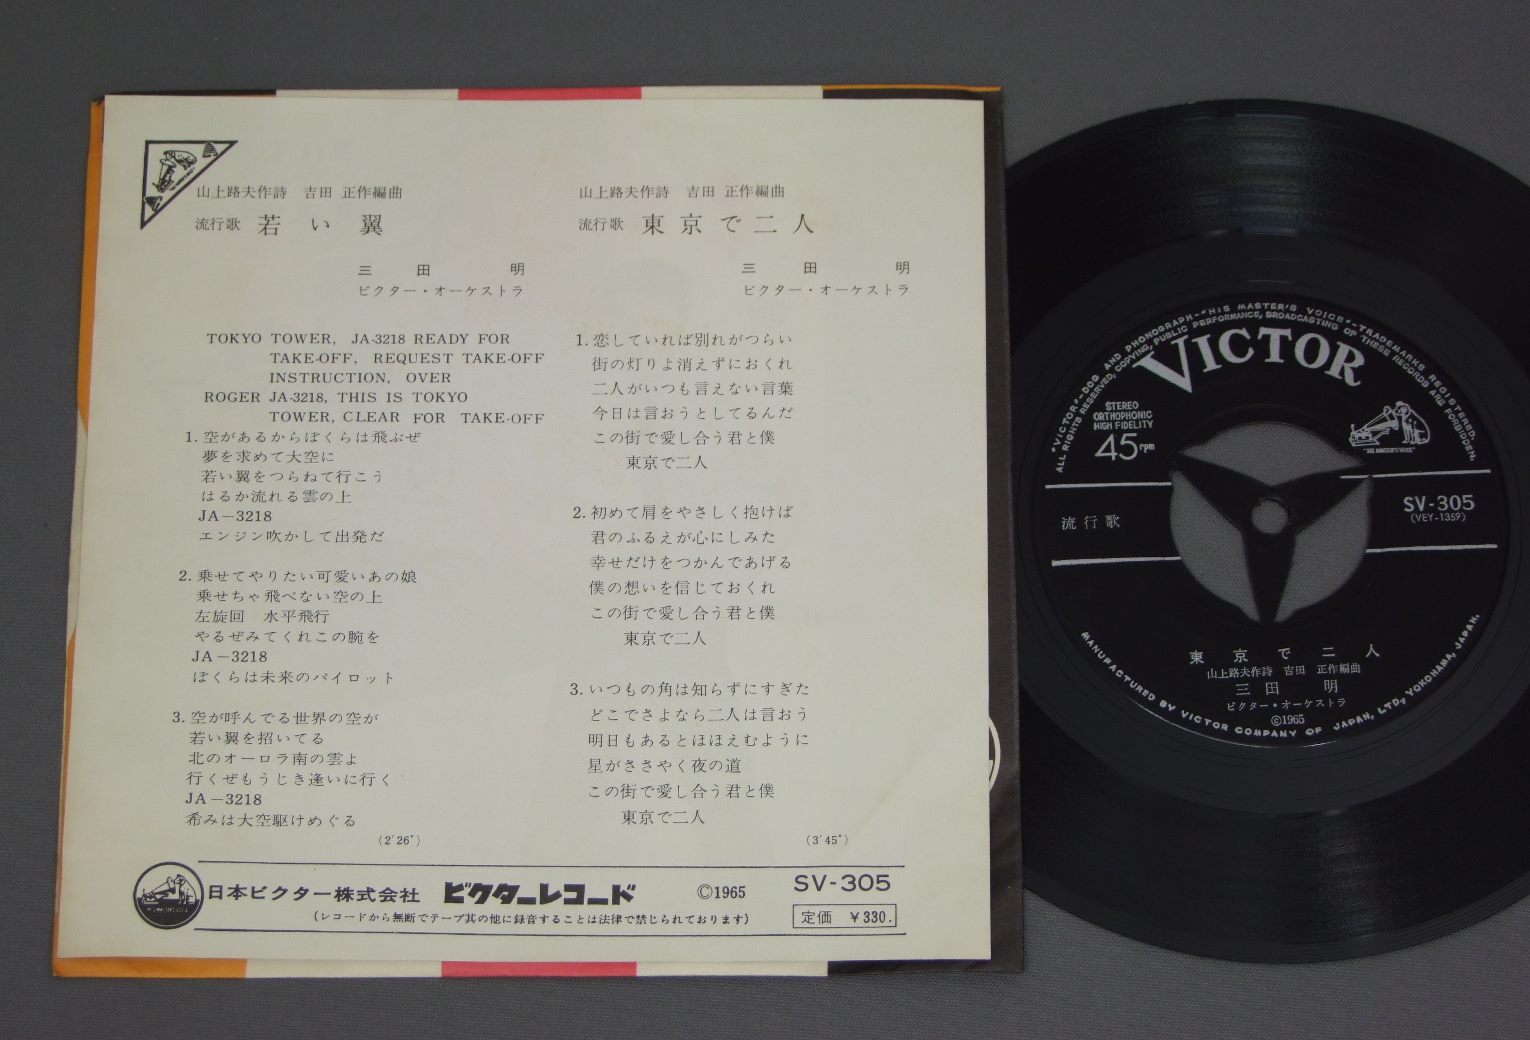 山上路夫作詩 吉田 正作編曲
流行歌 若い翼
三田 明
ビクター・オーケストラ
TOKYO TOWER, JA-3218 READY FOR
TAKE-OFF, REQUEST TAKE-OFF
INSTRUCTION, OVER
ROGER JA-3218, THIS IS TOKYO
TOWER, CLEAR FOR TAKE-OFF
1. 空があるからぼくらは飛ぶぜ
夢を求めて大空に
若い翼をつらねて行こう
はるか流れる雲の上
JA-3218
エンジン吹かして出発だ
2. 乗せてやりたい可愛いあの娘
乗せちゃ飛べない空の上
左旋回 水平飛行
やるぜみてくれこの腕を
JA-3218
ぼくらは未来のパイロット
3. 空が呼んでる世界の空が
若い翼を招いてる
北のオーロラ南の雲よ
行くぜもうじき逢いに行く
JA-3218
希みは大空駆けめぐる
(2'26")
山上路夫作詩 吉田 正作編曲
流行歌 東京で二人
三田 明
ビクター・オーケストラ
1. 恋していれば別れがつらい
街の灯りよ消えずにおくれ
二人がいつも言えない言葉
今日は言おうとしてるんだ
この街で愛し合う君と僕
東京で二人
2. 初めて肩をやさしく抱けば
君のふるえが心にしみた
幸せだけをつかんであげる
僕の想いを信じておくれ
この街で愛し合う君と僕
東京で二人
3. いつもの角は知らずにすぎた
どこでさよなら二人は言おう
明日もあるとほほえむように
星がささやく夜の道
この街で愛し合う君と僕
東京で二人
(3'45")
日本ビクター株式会社 ビクターレコード ©1965 SV-305
(レコードから無断でテープ其の他に録音することは法律で禁じられております) 定価 ¥330.
"VICTOR"-DOG AND PHONOGRAPH-"HIS MASTER'S VOICE"-TRADEMARKS REGISTERED.
ALL RIGHTS RESERVED, COPYING, PUBLIC PERFORMANCE, BROADCASTING OF THESE RECORDS ARE FORBIDDEN.
VICTOR
STEREO
ORTHOPHONIC
HIGH FIDELITY
45 rpm
"HIS MASTER'S VOICE"
流行歌
SV-305
(VEY-1359)
東京で二人
山上路夫作詩 吉田 正作編曲
三田 明
ビクター・オーケストラ
©1965
MANUFACTURED BY VICTOR COMPANY OF JAPAN, LTD., YOKOHAMA, JAPAN.